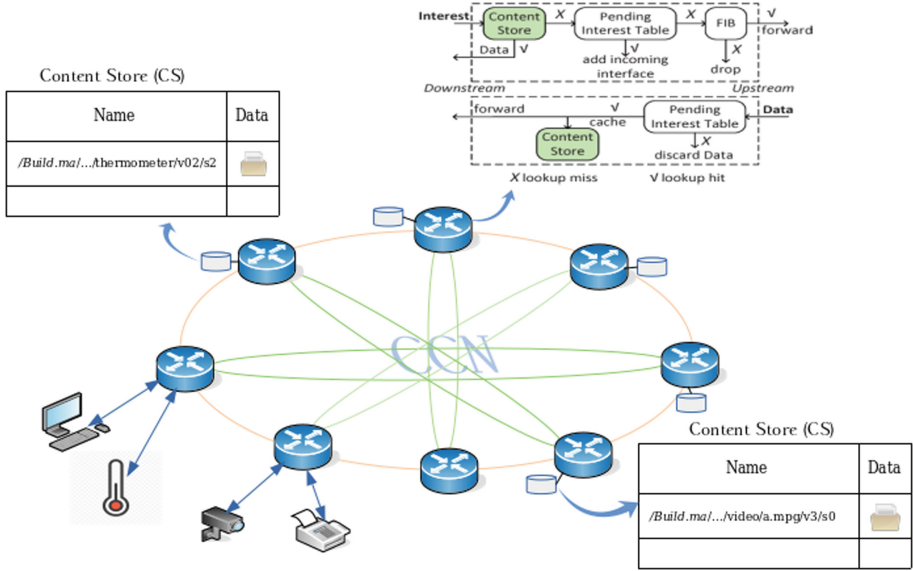 Interest
Content
Store
X
Pending
Interest Table
X
FIB
√
forward
Data √
√
add incoming
interface
X
drop
Downstream
Upstream
forward
√
cache
Pending
Interest Table
Data
Content
Store
X
discard Data
X lookup miss
√ lookup hit
Content Store (CS)
Name
Data
/Build.ma/.../thermometer/v02/s2
CCN
Content Store (CS)
Name
Data
/Build.ma/.../video/a.mpg/v3/s0